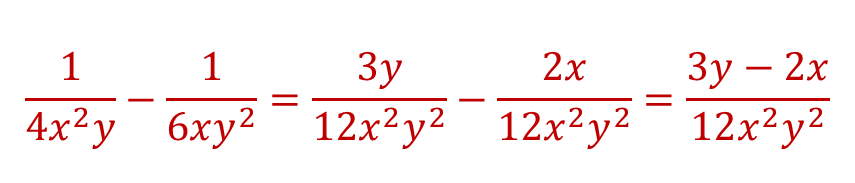 1/(4x²y) − 1/(6xy²) = 3y/(12x²y²) − 2x/(12x²y²) = (3y − 2x)/(12x²y²)